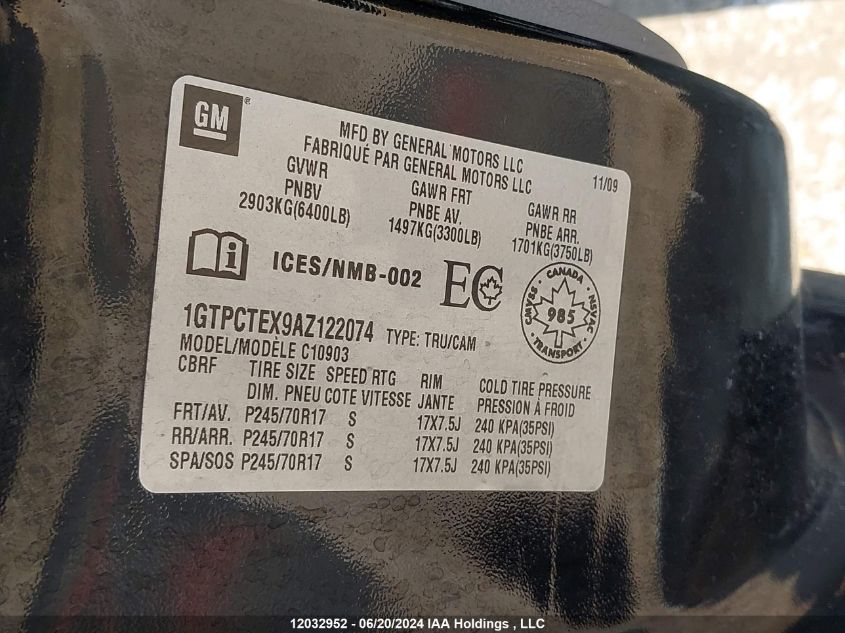 GM®
MFD BY GENERAL MOTORS LLC
FABRIQUÉ PAR GENERAL MOTORS LLC
11/09
GVWR
PNBV
2903KG(6400LB)
GAWR FRT
PNBE AV.
1497KG(3300LB)
GAWR RR
PNBE ARR.
1701KG(3750LB)
i
ICES/NMB-002
EC
CANADA
CMVSS
985
NSVAC
TRANSPORT
1GTPCTEX9AZ122074 TYPE: TRU/CAM
MODEL/MODÈLE C10903
CBRF TIRE SIZE SPEED RTG RIM COLD TIRE PRESSURE
DIM. PNEU COTE VITESSE JANTE PRESSION À FROID
FRT/AV. P245/70R17 S 17X7.5J 240 KPA(35PSI)
RR/ARR. P245/70R17 S 17X7.5J 240 KPA(35PSI)
SPA/SOS P245/70R17 S 17X7.5J 240 KPA(35PSI)
12032952 - 06/20/2024 IAA Holdings , LLC